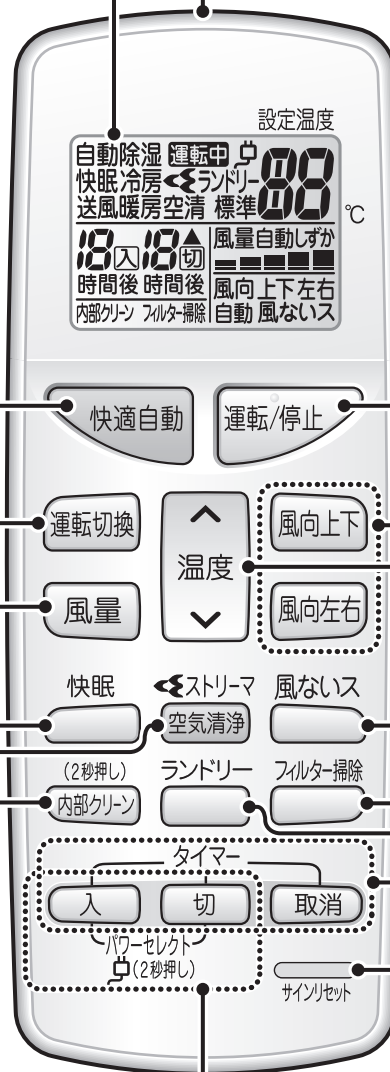 設定温度
自動除湿 運転中 88
快眠 冷房 ランドリー
送風暖房空清 標準
℃
18 入 18 切
時間後 時間後
風量自動しずか
風向 上下 左右
自動 風ないス
内部クリーン フィルター掃除
快適自動 運転/停止
運転切換 温度 風向上下
風量 風向左右
快眠 ストリーマ 風ないス
空気清浄
(2秒押し) ランドリー フィルター掃除
内部クリーン
タイマー
入 切 取消
パワーセレクト
(2秒押し)
サインリセット